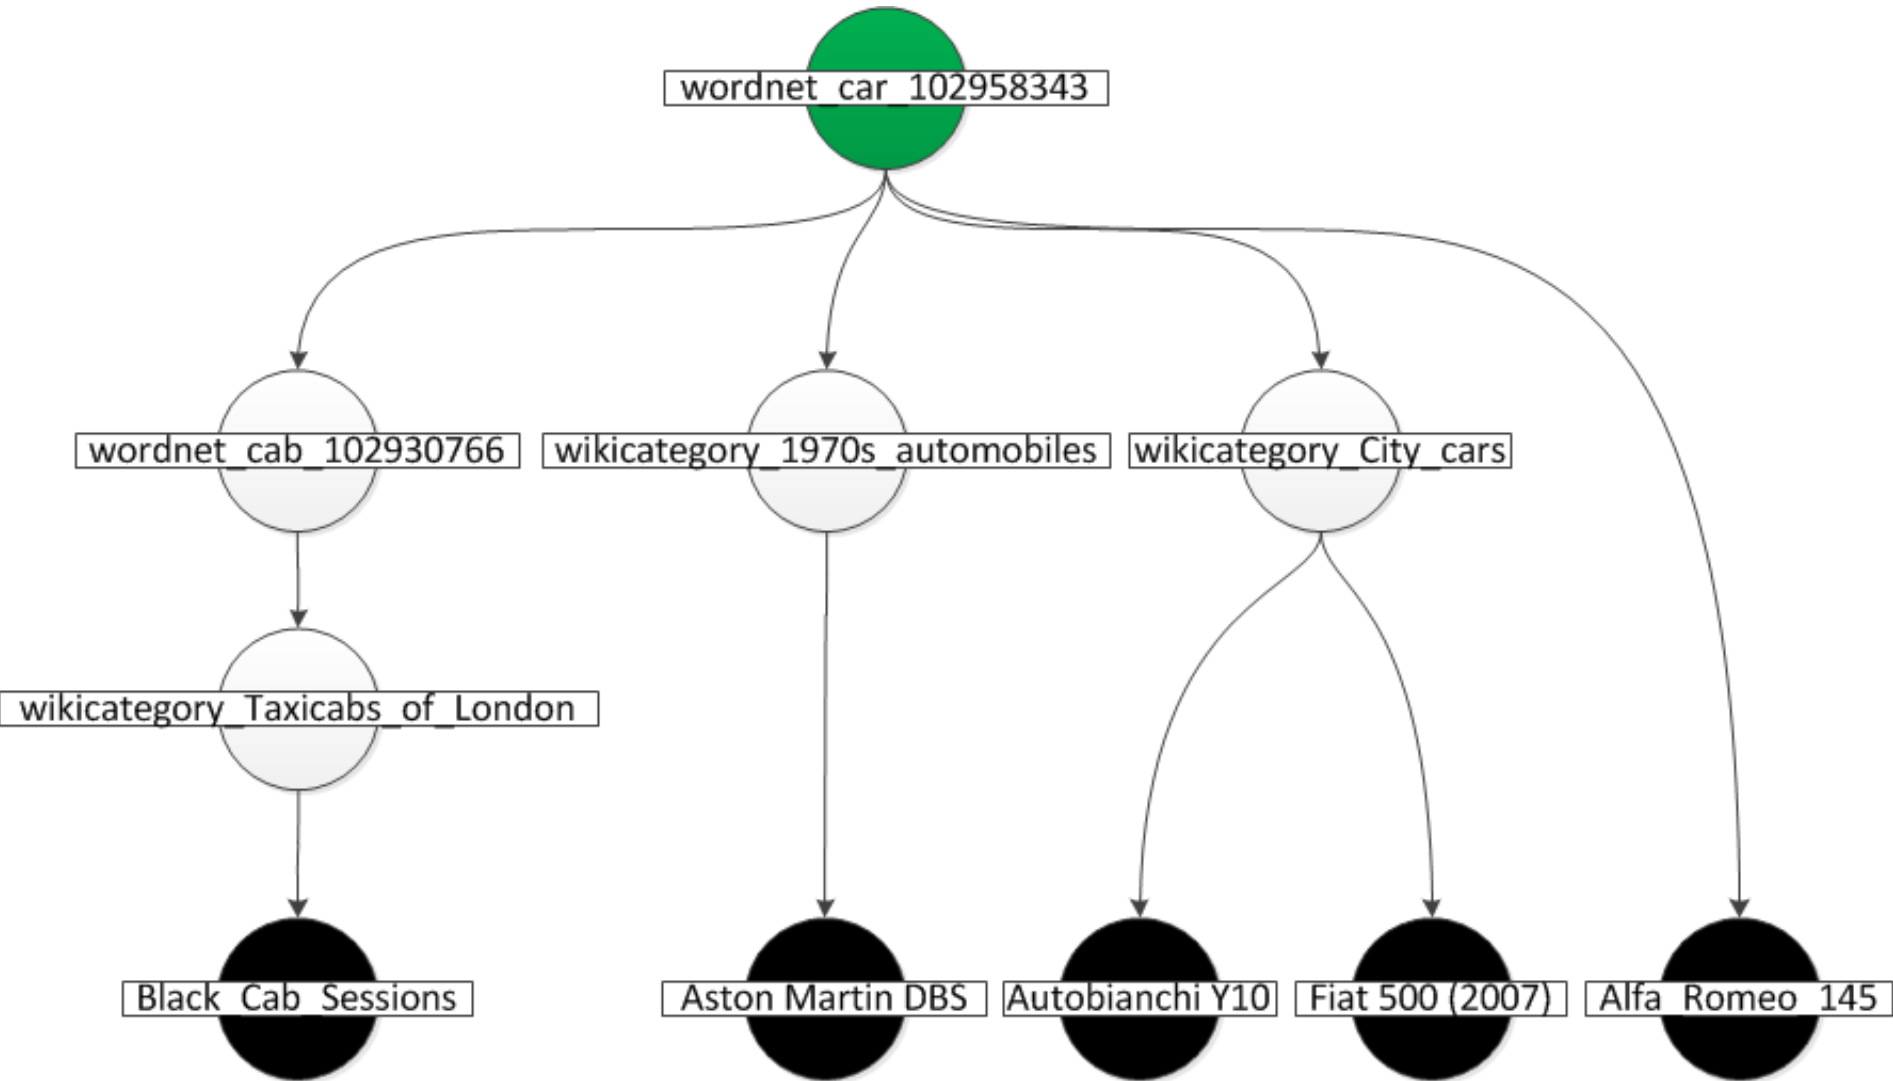 wordnet_car_102958343
wordnet_cab_102930766
wikicategory_1970s_automobiles
wikicategory_City_cars
wikicategory_Taxicabs_of_London
Black_Cab_Sessions
Aston Martin DBS
Autobianchi Y10
Fiat 500 (2007)
Alfa_Romeo_145